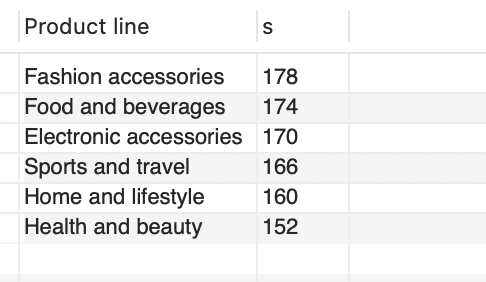 Product line s
Fashion accessories 178
Food and beverages 174
Electronic accessories 170
Sports and travel 166
Home and lifestyle 160
Health and beauty 152